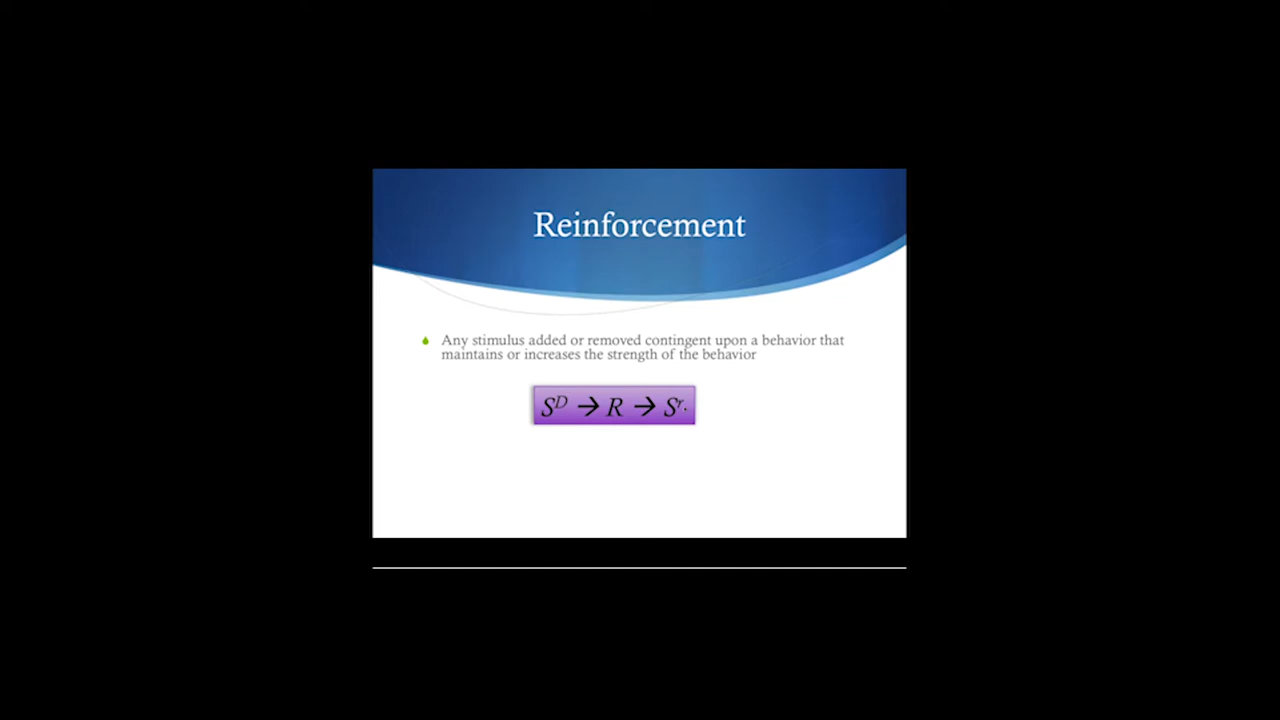 Reinforcement
Any stimulus added or removed contingent upon a behavior that
maintains or increases the strength of the behavior
S^D → R → S^r.